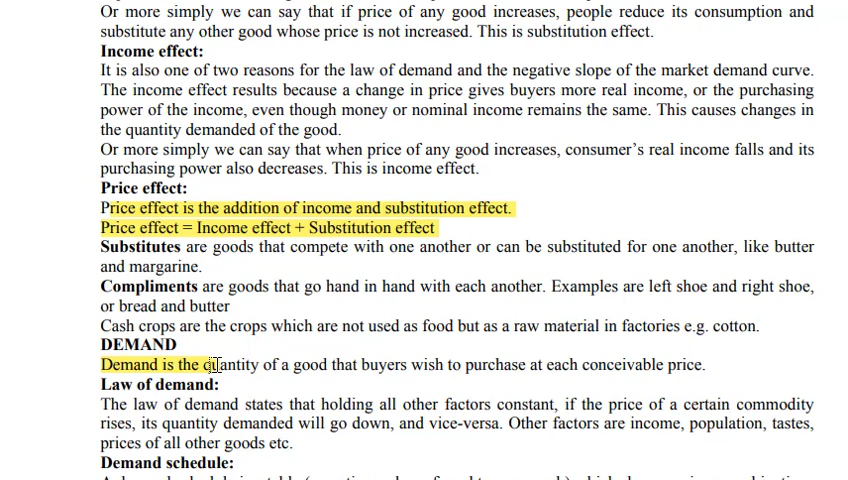 Or more simply we can say that if price of any good increases, people reduce its consumption and
substitute any other good whose price is not increased. This is substitution effect.
Income effect:
It is also one of two reasons for the law of demand and the negative slope of the market demand curve.
The income effect results because a change in price gives buyers more real income, or the purchasing
power of the income, even though money or nominal income remains the same. This causes changes in
the quantity demanded of the good.
Or more simply we can say that when price of any good increases, consumer’s real income falls and its
purchasing power also decreases. This is income effect.
Price effect:
Price effect is the addition of income and substitution effect.
Price effect = Income effect + Substitution effect
Substitutes are goods that compete with one another or can be substituted for one another, like butter
and margarine.
Compliments are goods that go hand in hand with each another. Examples are left shoe and right shoe,
or bread and butter
Cash crops are the crops which are not used as food but as a raw material in factories e.g. cotton.
DEMAND
Demand is the quantity of a good that buyers wish to purchase at each conceivable price.
Law of demand:
The law of demand states that holding all other factors constant, if the price of a certain commodity
rises, its quantity demanded will go down, and vice-versa. Other factors are income, population, tastes,
prices of all other goods etc.
Demand schedule: